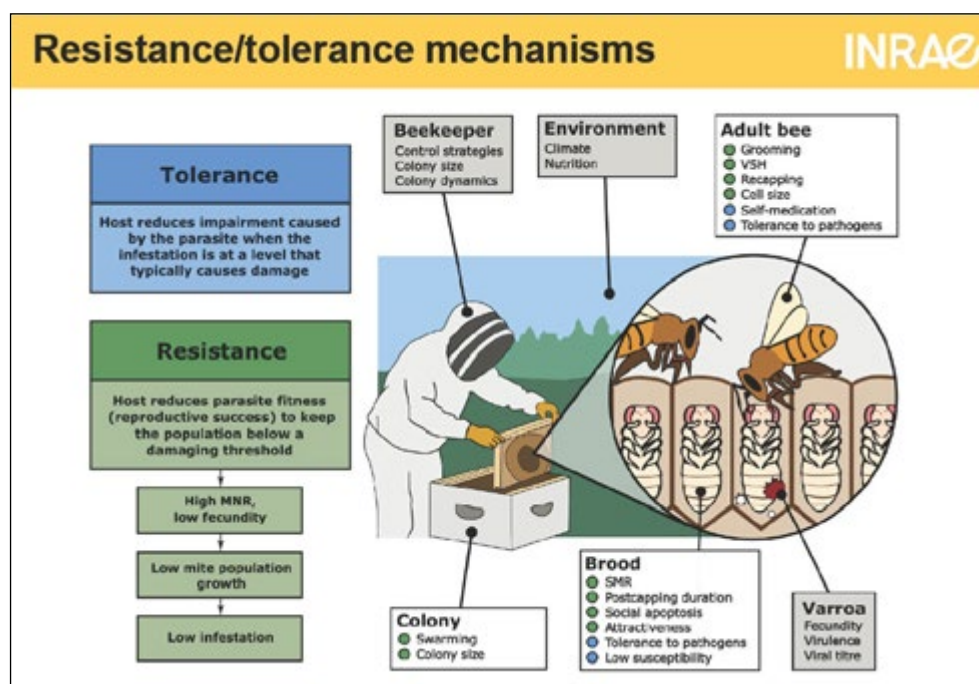 Resistance/tolerance mechanisms
INRAE
Tolerance
Host reduces impairment caused
by the parasite when the
infestation is at a level that
typically causes damage
Resistance
Host reduces parasite fitness
(reproductive success) to keep
the population below a
damaging threshold
High MNR,
low fecundity
Low mite population
growth
Low infestation
Beekeeper
Control strategies
Colony size
Colony dynamics
Environment
Climate
Nutrition
Adult bee
Grooming
VSH
Recapping
Cell size
Self-medication
Tolerance to pathogens
Colony
Swarming
Colony size
Brood
SMR
Postcapping duration
Social apoptosis
Attractiveness
Tolerance to pathogens
Low susceptibility
Varroa
Fecundity
Virulence
Viral titre